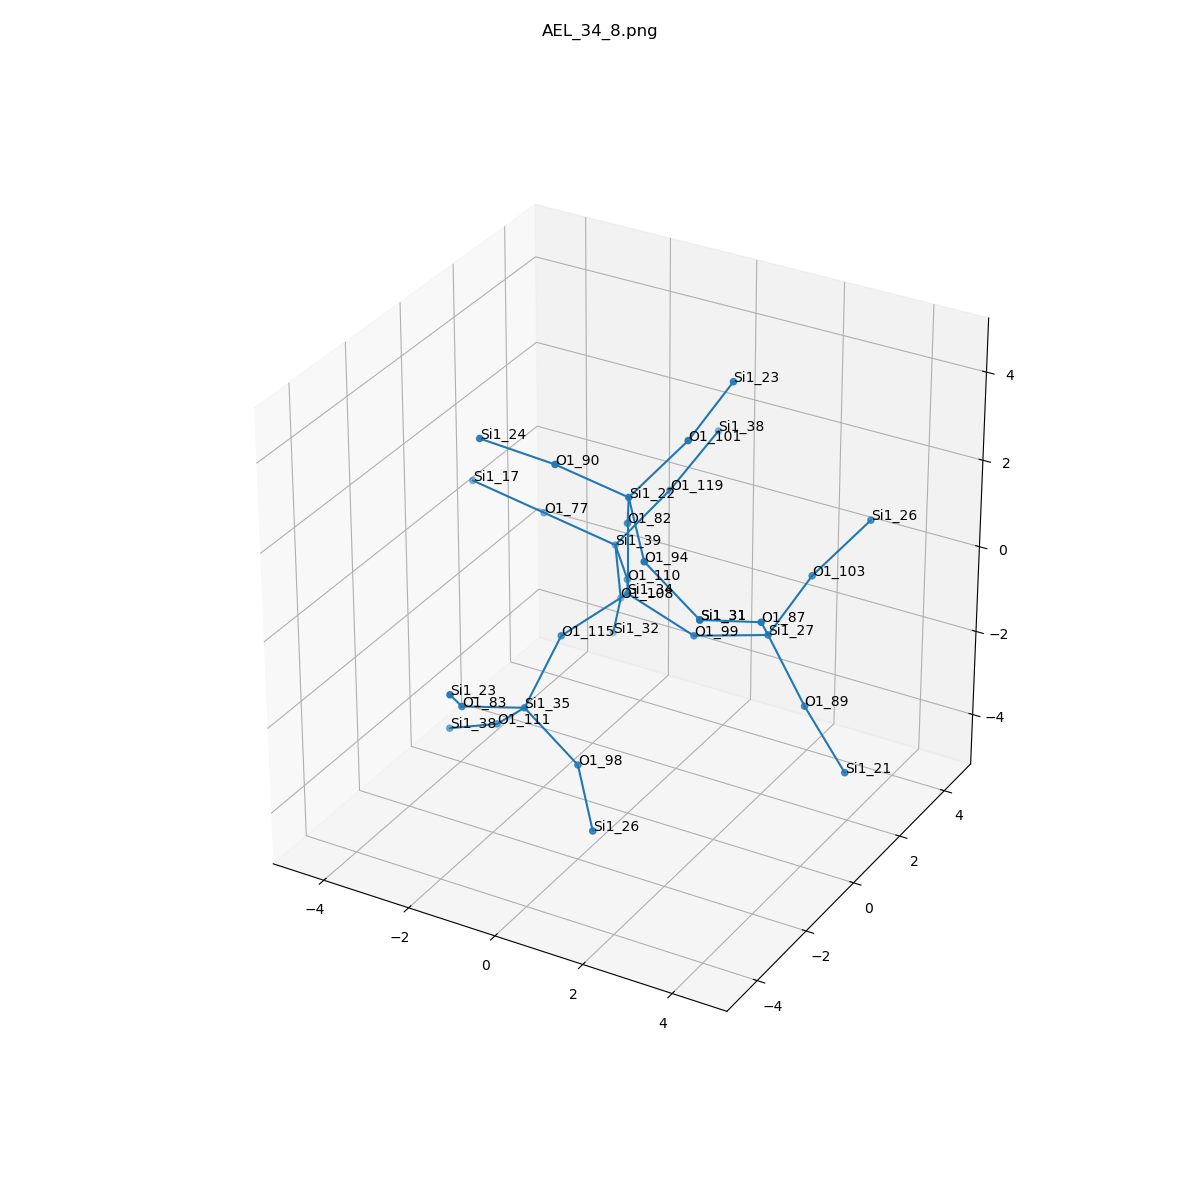 AEL_34_8.png
Si1_23
Si1_38
O1_101
Si1_24
O1_90
Si1_17
O1_119
Si1_22
O1_77
O1_82
Si1_26
Si1_39
O1_94
O1_103
O1_110
Si1_34
O1_108
Si1_31
O1_87
Si1_32
O1_115
O1_99
Si1_27
Si1_23
O1_83
Si1_35
O1_89
Si1_38
O1_111
O1_98
Si1_21
Si1_26
4
2
0
−2
−4
−4
−2
0
2
4
4
2
0
−2
−4